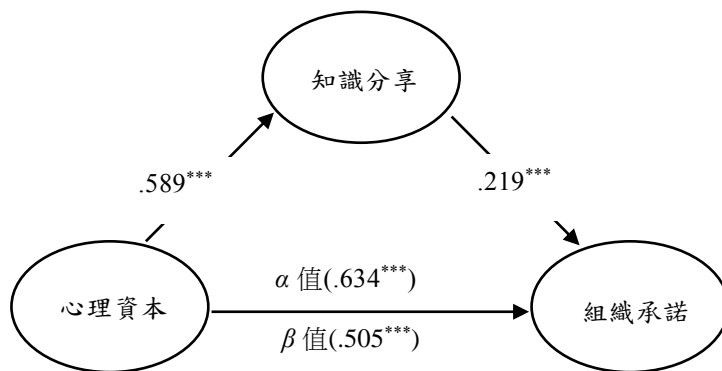 知識分享
.589***
.219***
α 值(.634***)
心理資本
組織承諾
β 值(.505***)